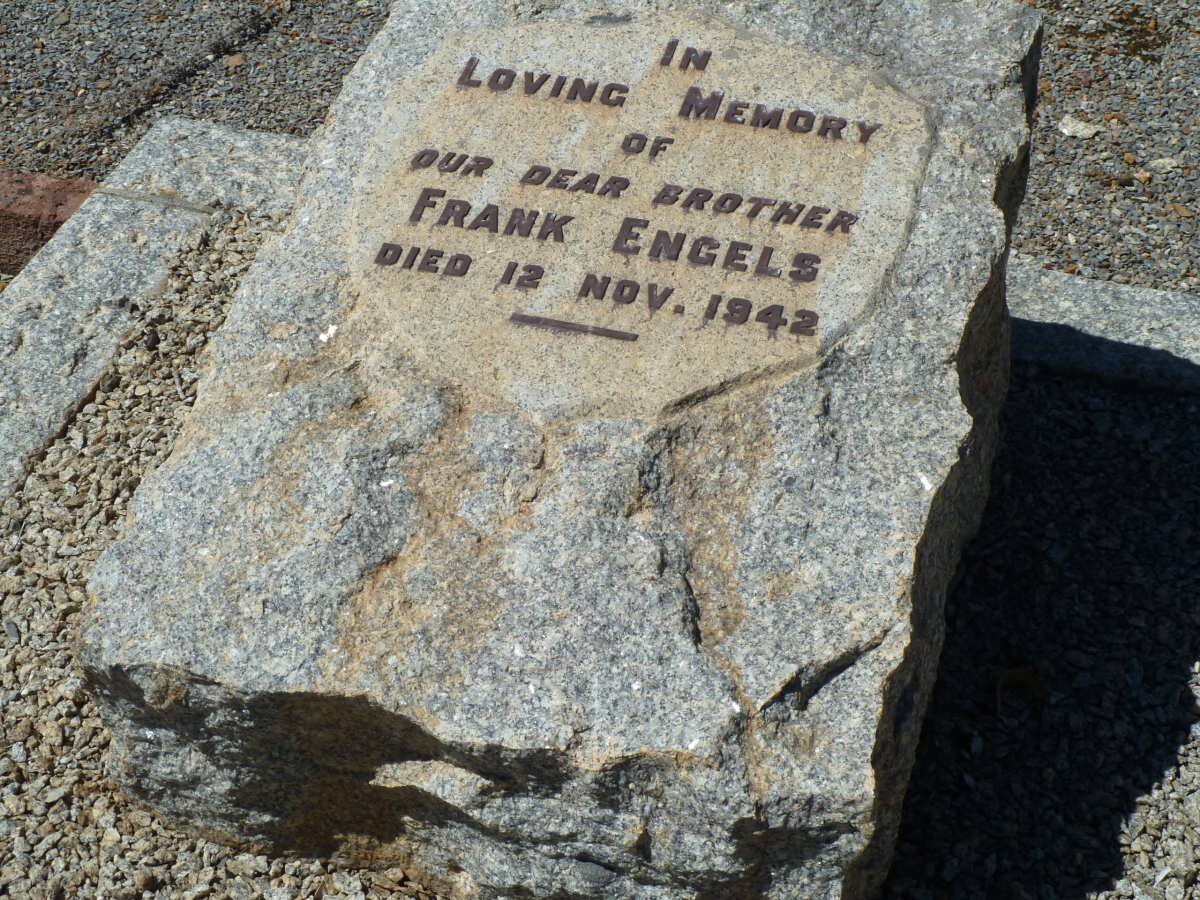 IN
LOVING MEMORY
OF
OUR DEAR BROTHER
FRANK ENGELS
DIED 12 NOV. 1942